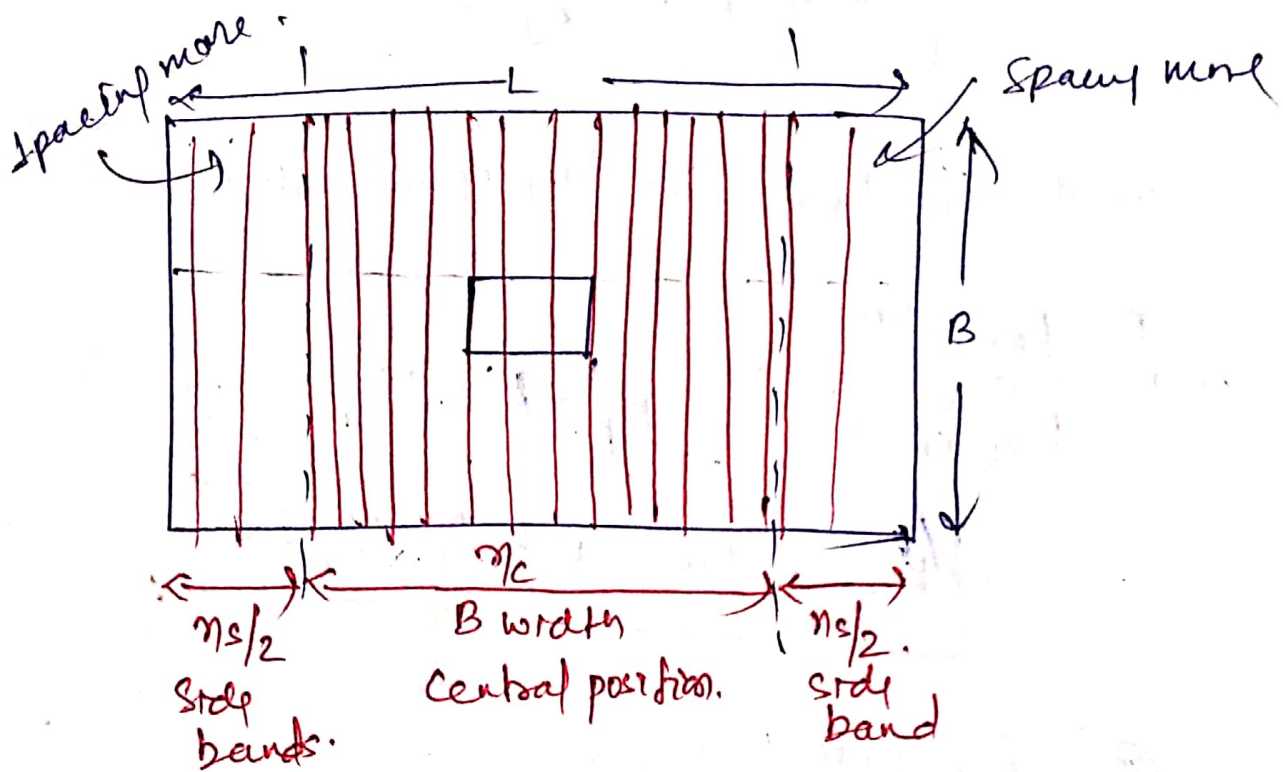 spacing more.
L
Spacing more
B
ns/2
side
bands.
nc
B width
Central position.
ns/2.
side
band